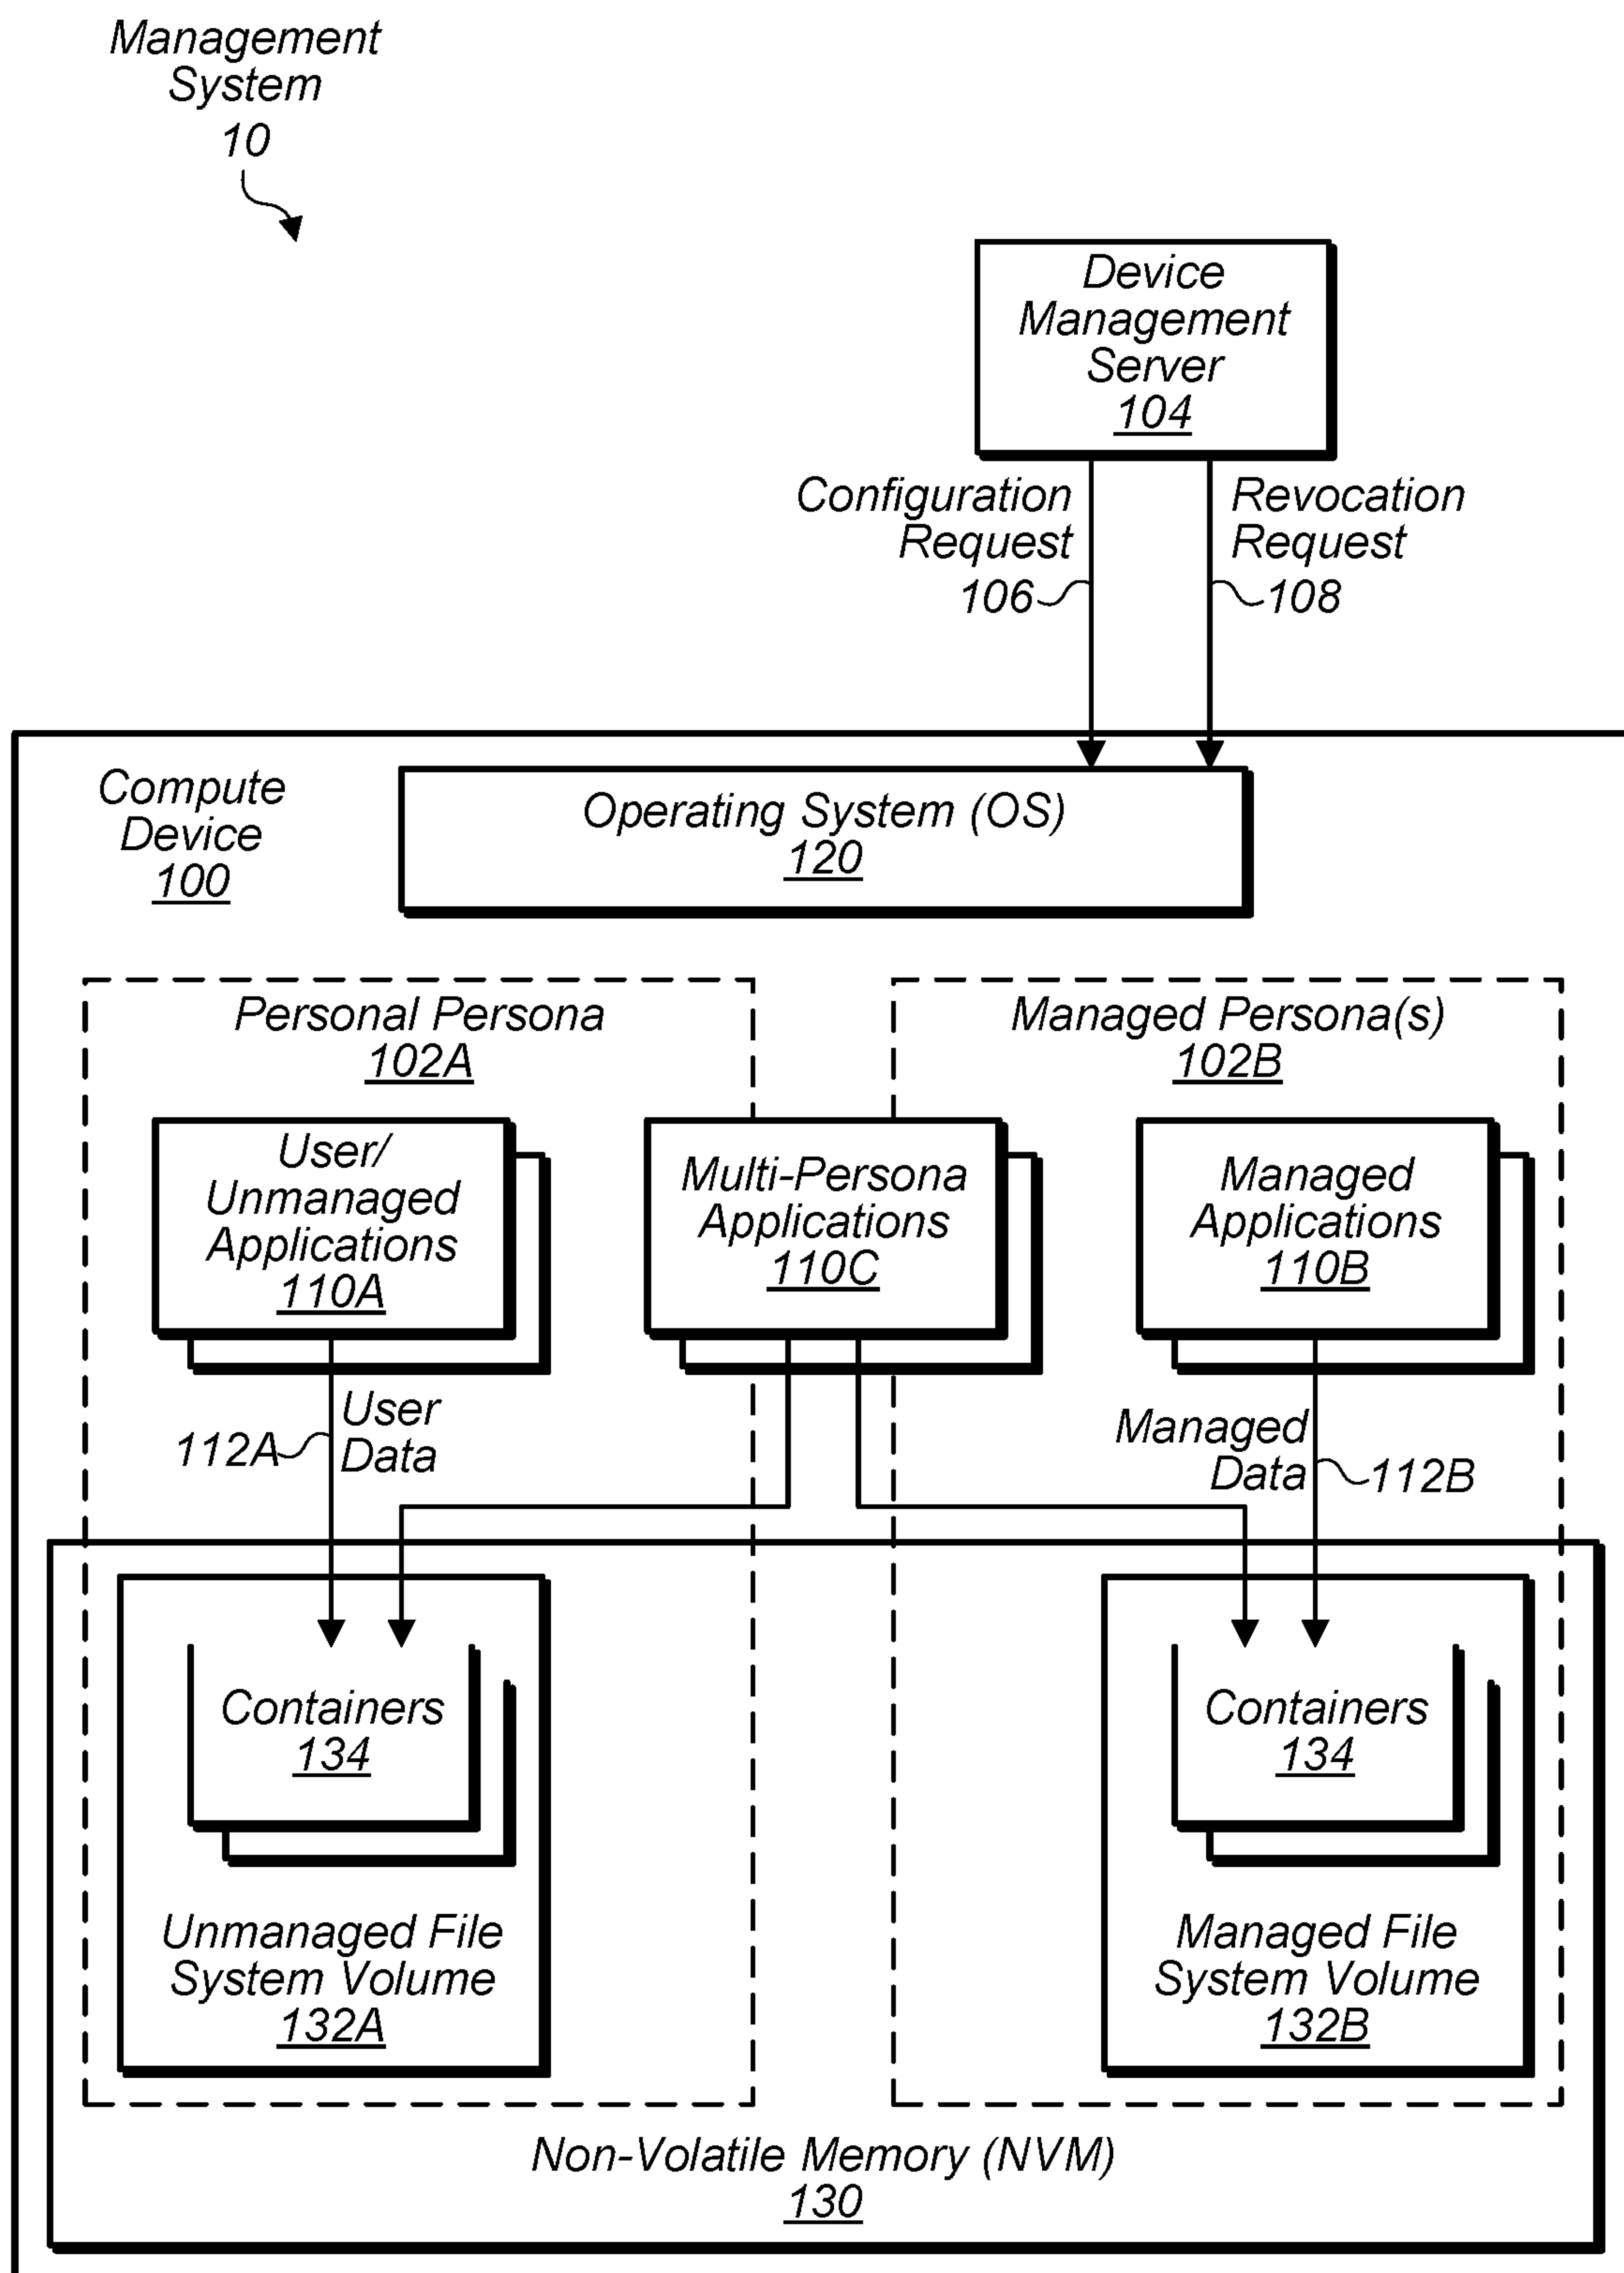 Management
System
10
Device
Management
Server
104
Configuration
Request
106
Revocation
Request
108
Compute
Device
100
Operating System (OS)
120
Personal Persona
102A
Managed Persona(s)
102B
User/
Unmanaged
Applications
110A
Multi-Persona
Applications
110C
Managed
Applications
110B
112A
User
Data
Managed
Data
112B
Containers
134
Containers
134
Unmanaged File
System Volume
132A
Managed File
System Volume
132B
Non-Volatile Memory (NVM)
130